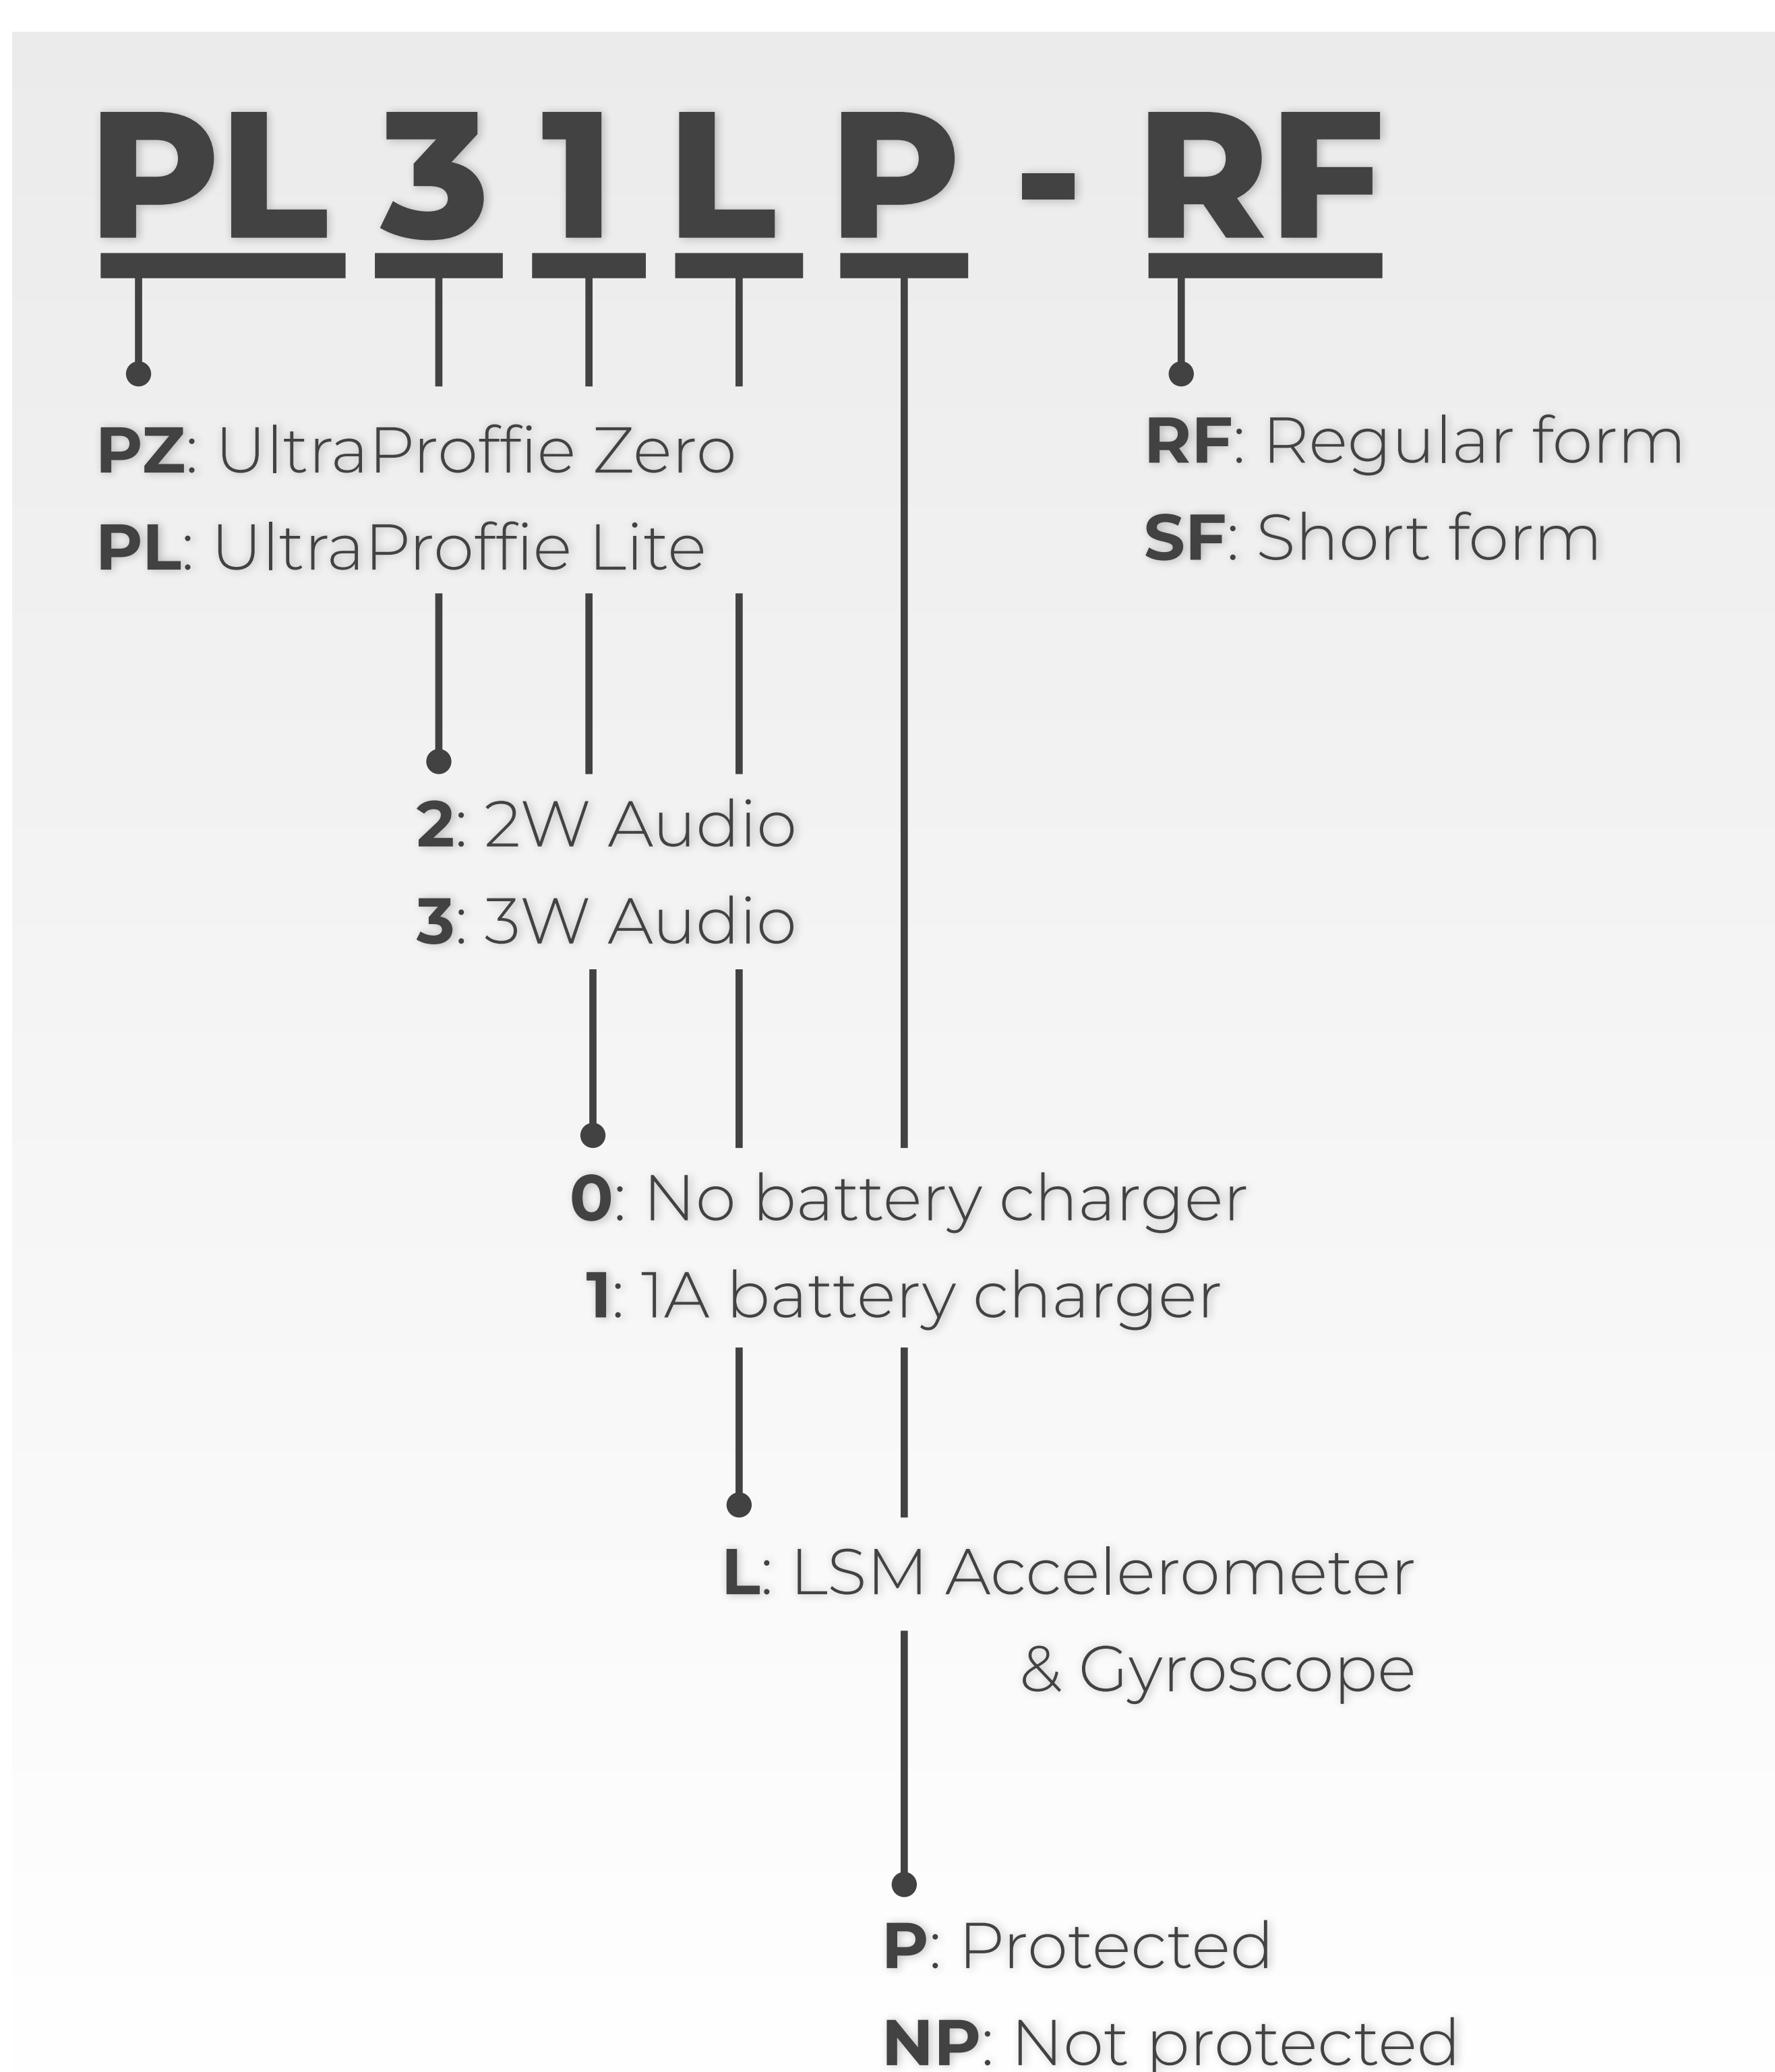 PL 3 1 L P - RF
PZ: UltraProffie Zero
PL: UltraProffie Lite
RF: Regular form
SF: Short form
2: 2W Audio
3: 3W Audio
0: No battery charger
1: 1A battery charger
L: LSM Accelerometer
& Gyroscope
P: Protected
NP: Not protected